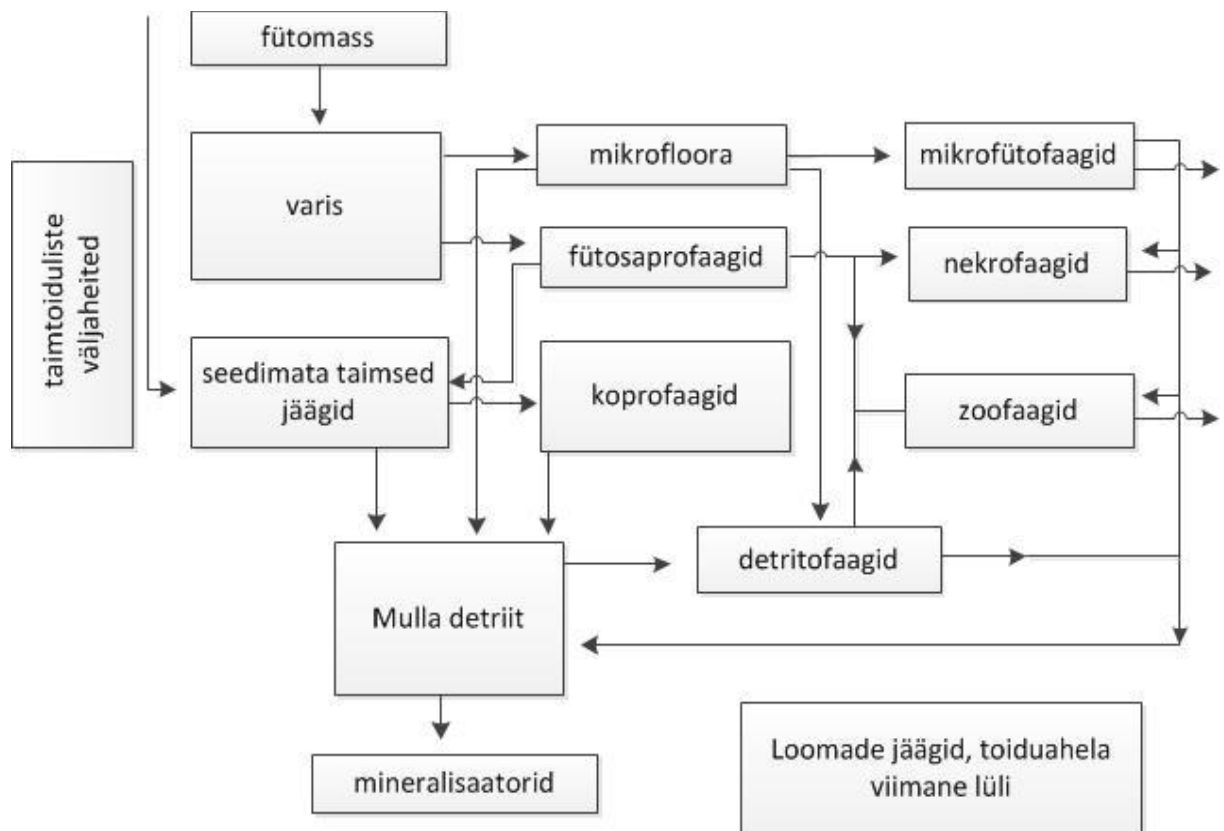 fütomass
taimtoiduliste
väljaheited
varis
mikrofloora
mikrofütofaagid
fütosaprofaagid
nekrofaagid
seedimata taimsed
jäägid
koprofaagid
zoofaagid
detritofaagid
Mulla detriit
mineralisaatorid
Loomade jäägid, toiduahela
viimane lüli